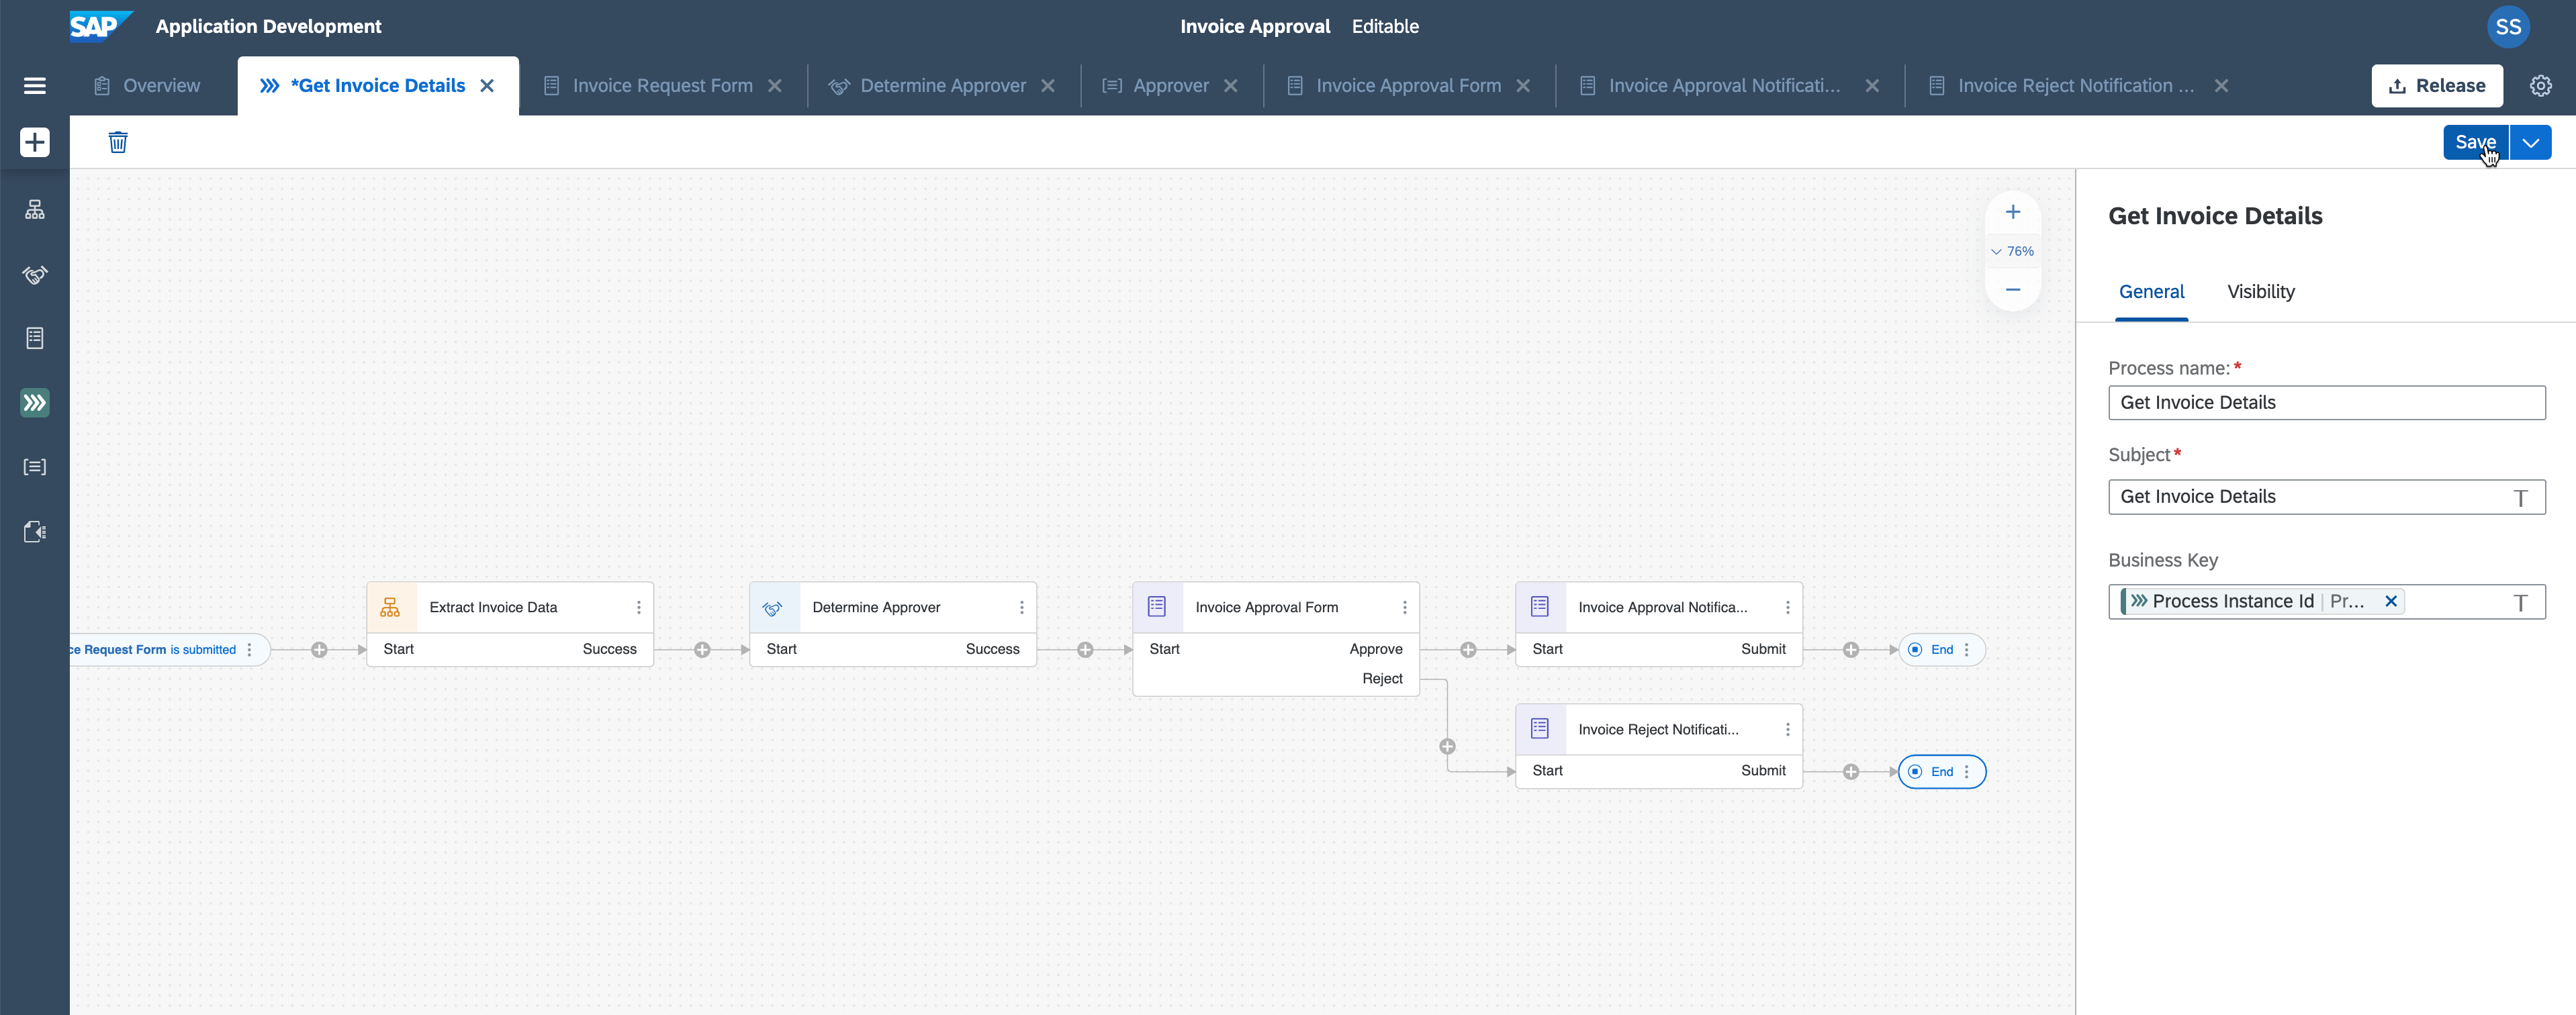 SAP Application Development Invoice Approval Editable SS
Overview *Get Invoice Details Invoice Request Form Determine Approver Approver Invoice Approval Form Invoice Approval Notificati... Invoice Reject Notification ... Release
Save
76%
Get Invoice Details
General Visibility
Process name:*
Get Invoice Details
Subject*
Get Invoice Details
Business Key
Process Instance Id | Pr...
Extract Invoice Data Determine Approver Invoice Approval Form Invoice Approval Notifica...
ce Request Form is submitted Start Success Start Success Start Approve Start Submit End
Reject
Invoice Reject Notificati...
Start Submit End